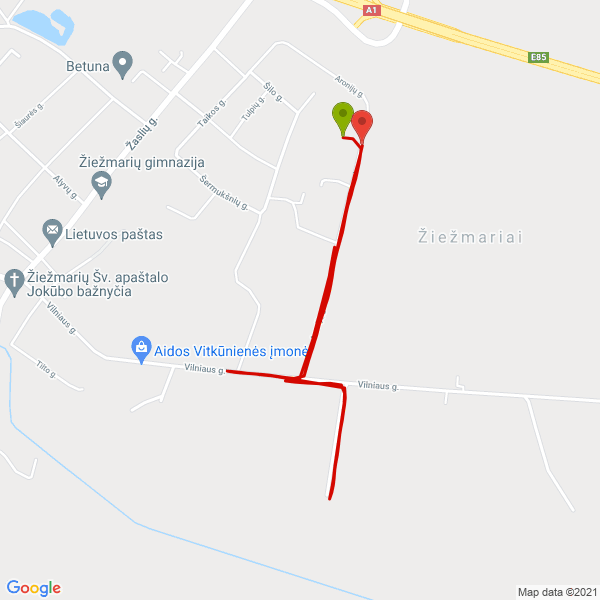 A1
E85
Betuna
Aronijų g.
Šilo g.
Taikos g.
Tulpių g.
Šiaurės g.
Žaslių g.
Žiežmarių gimnazija
Alyvų g.
Šermukšnių g.
Lietuvos paštas
Žiežmariai
Žiežmarių Šv. apaštalo
Jokūbo bažnyčia
Vilniaus g.
Aidos Vitkūnienės įmonė
Tilto g.
Vilniaus g.
Vilniaus g.
Google
Map data ©2021